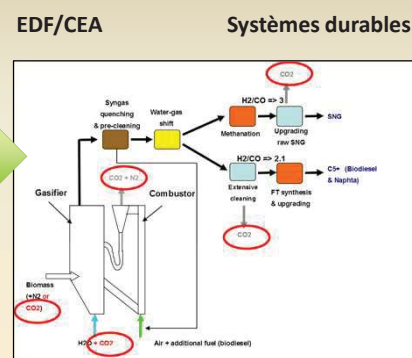 EDF/CEA Systèmes durables
CO2
Syngas
quenching
& pre-cleaning
Water-gas
shift
H2/CO => 3
Methanation
Upgrading
raw SNG
SNG
H2/CO => 2.1
CO2 + N2
Extensive
cleaning
FT synthesis
& upgrading
C5+ (Biodiesel
& Naphta)
Gasifier
Combustor
CO2
Biomass
(+N2 or
CO2)
H2O + CO2
Air + additional fuel (biodiesel)